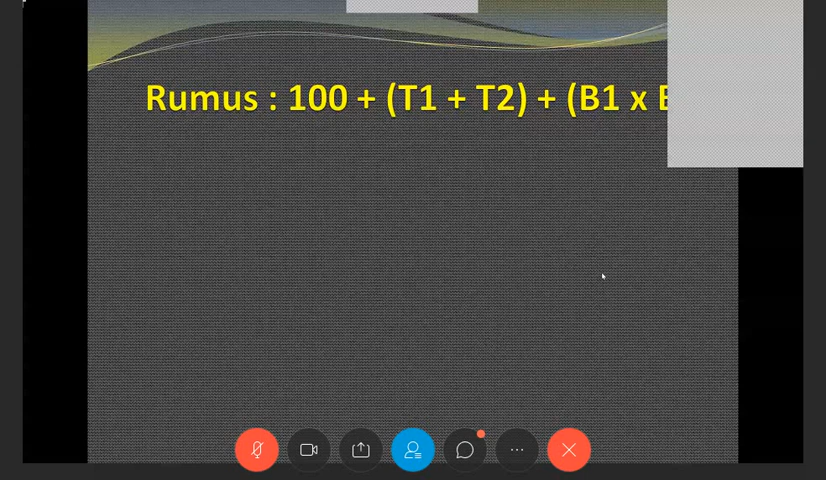 Rumus : 100 + (T1 + T2) + (B1 x